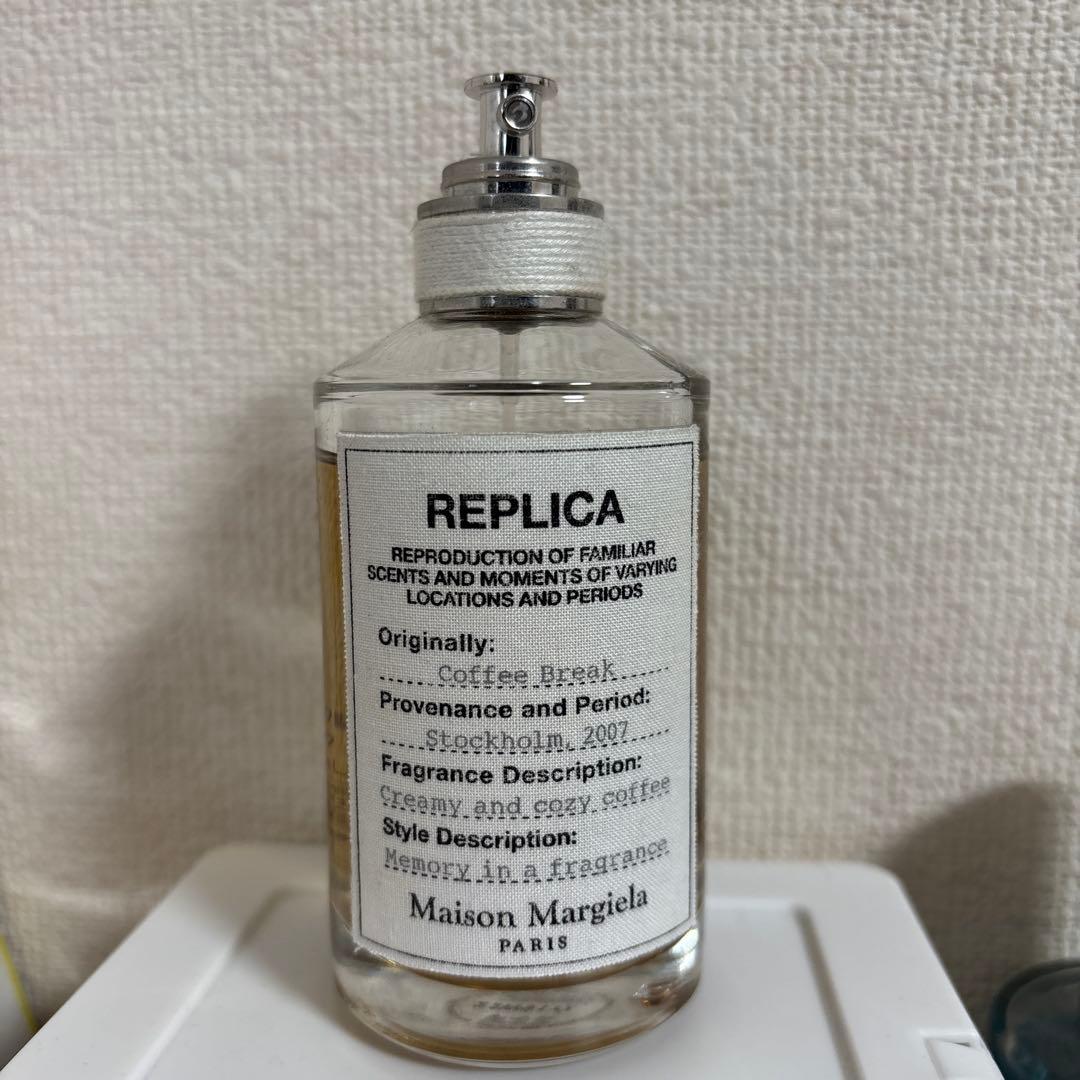 REPLICA
REPRODUCTION OF FAMILIAR
SCENTS AND MOMENTS OF VARYING
LOCATIONS AND PERIODS
Originally:
Coffee Break
Provenance and Period:
Stockholm, 2007
Fragrance Description:
Creamy and cozy coffee
Style Description:
Memory in a fragrance
Maison Margiela
PARIS